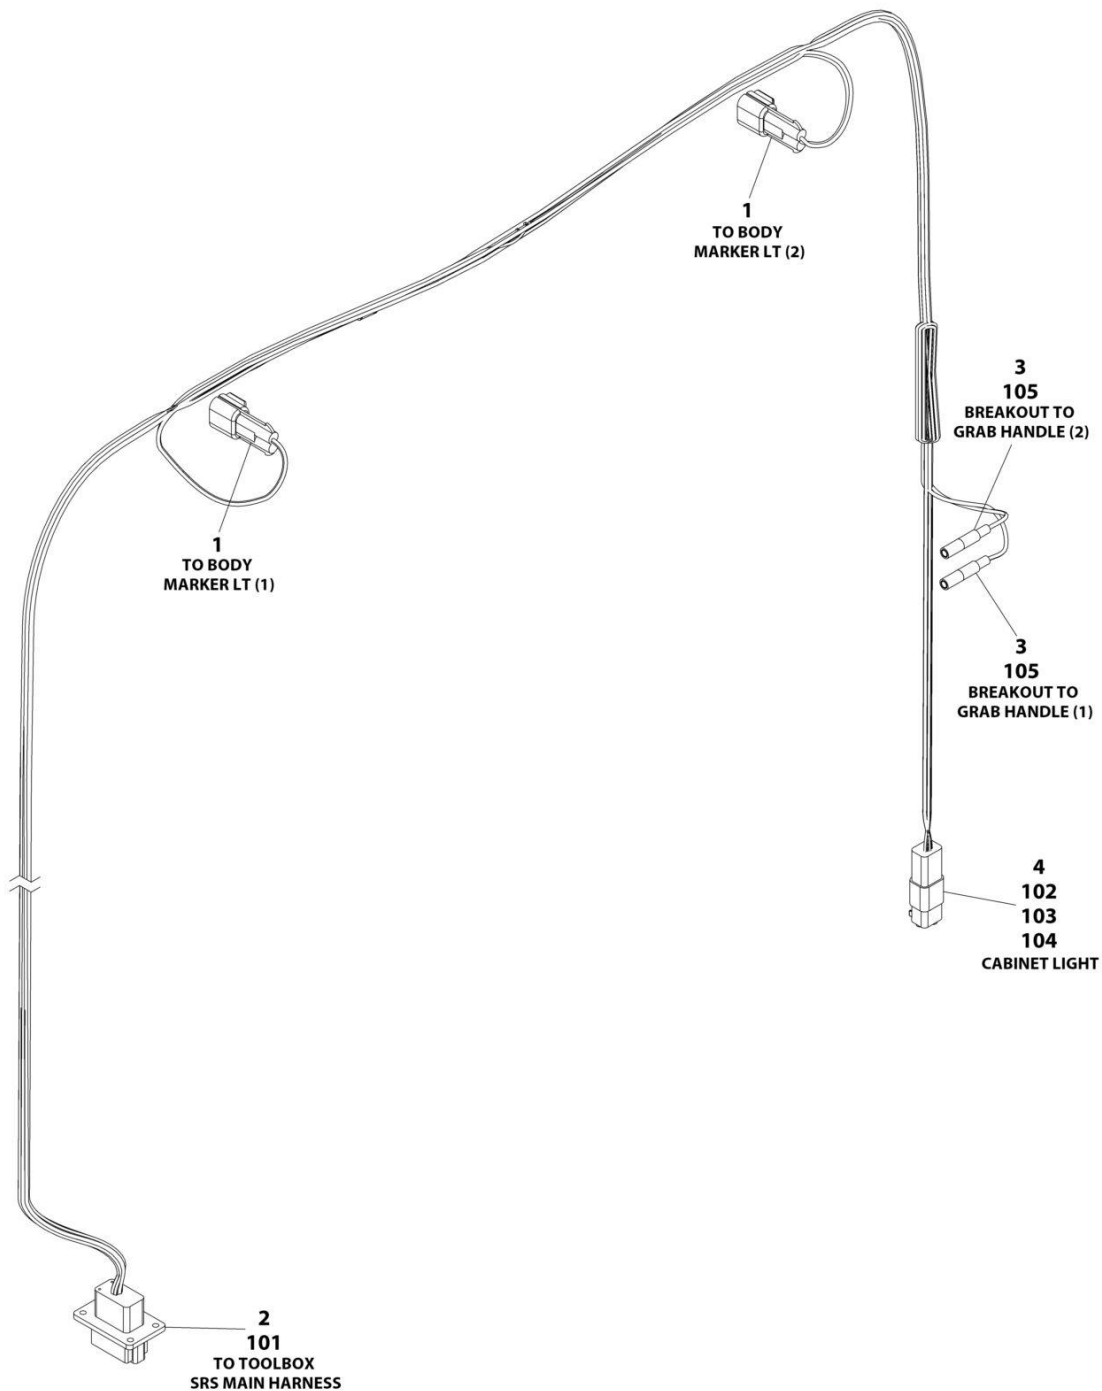 1
TO BODY
MARKER LT (2)
3
105
BREAKOUT TO
GRAB HANDLE (2)
1
TO BODY
MARKER LT (1)
3
105
BREAKOUT TO
GRAB HANDLE (1)
4
102
103
104
CABINET LIGHT
2
101
TO TOOLBOX
SRS MAIN HARNESS